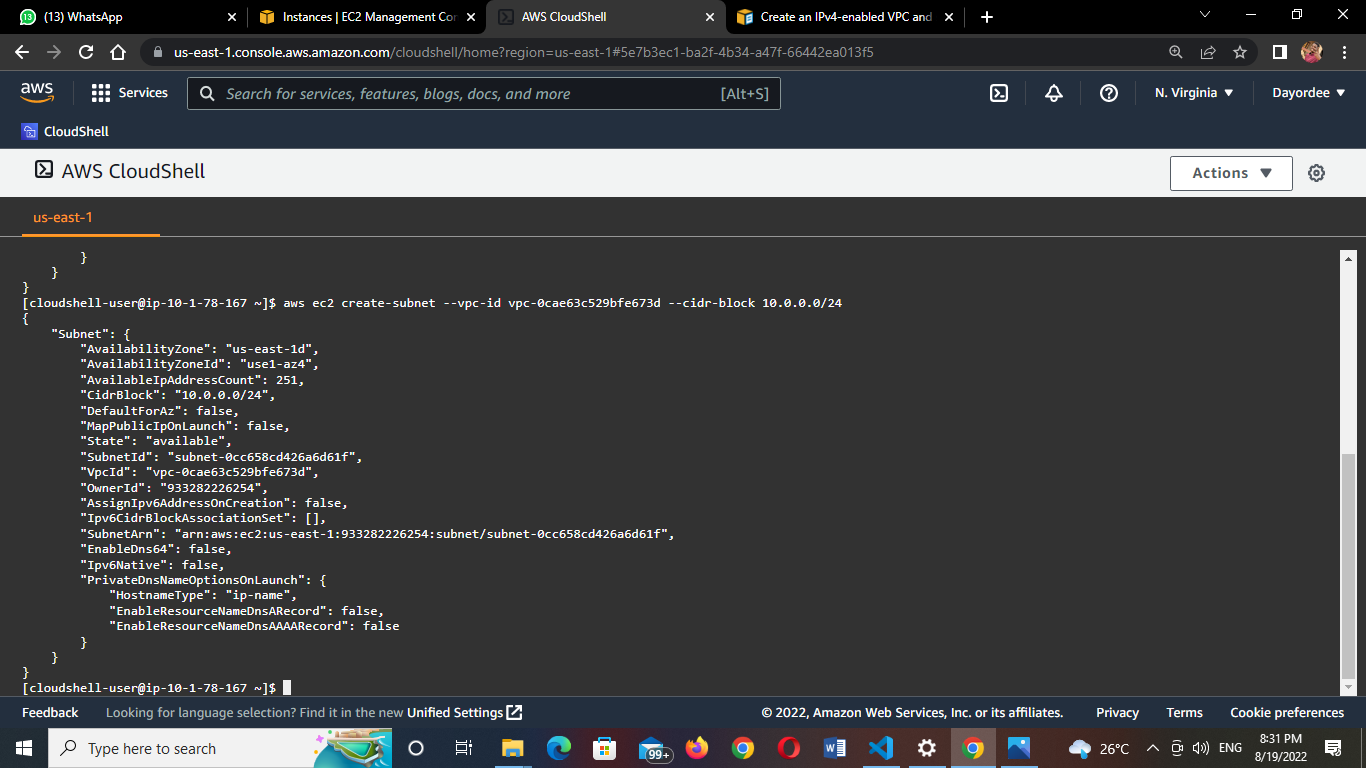 (13) WhatsApp
Instances | EC2 Management Con
AWS CloudShell
Create an IPv4-enabled VPC and
us-east-1.console.aws.amazon.com/cloudshell/home?region=us-east-1#5e7b3ec1-ba2f-4b34-a47f-66442ea013f5
aws
Services
Search for services, features, blogs, docs, and more
[Alt+S]
N. Virginia
Dayordee
CloudShell
AWS CloudShell
Actions
us-east-1
        }
    }
}
[cloudshell-user@ip-10-1-78-167 ~]$ aws ec2 create-subnet --vpc-id vpc-0cae63c529bfe673d --cidr-block 10.0.0.0/24
{
    "Subnet": {
        "AvailabilityZone": "us-east-1d",
        "AvailabilityZoneId": "use1-az4",
        "AvailableIpAddressCount": 251,
        "CidrBlock": "10.0.0.0/24",
        "DefaultForAz": false,
        "MapPublicIpOnLaunch": false,
        "State": "available",
        "SubnetId": "subnet-0cc658cd426a6d61f",
        "VpcId": "vpc-0cae63c529bfe673d",
        "OwnerId": "933282226254",
        "AssignIpv6AddressOnCreation": false,
        "Ipv6CidrBlockAssociationSet": [],
        "SubnetArn": "arn:aws:ec2:us-east-1:933282226254:subnet/subnet-0cc658cd426a6d61f",
        "EnableDns64": false,
        "Ipv6Native": false,
        "PrivateDnsNameOptionsOnLaunch": {
            "HostnameType": "ip-name",
            "EnableResourceNameDnsARecord": false,
            "EnableResourceNameDnsAAAARecord": false
        }
    }
}
[cloudshell-user@ip-10-1-78-167 ~]$
Feedback
Looking for language selection? Find it in the new Unified Settings
© 2022, Amazon Web Services, Inc. or its affiliates.
Privacy
Terms
Cookie preferences
Type here to search
99+
26°C
ENG
8:31 PM
8/19/2022